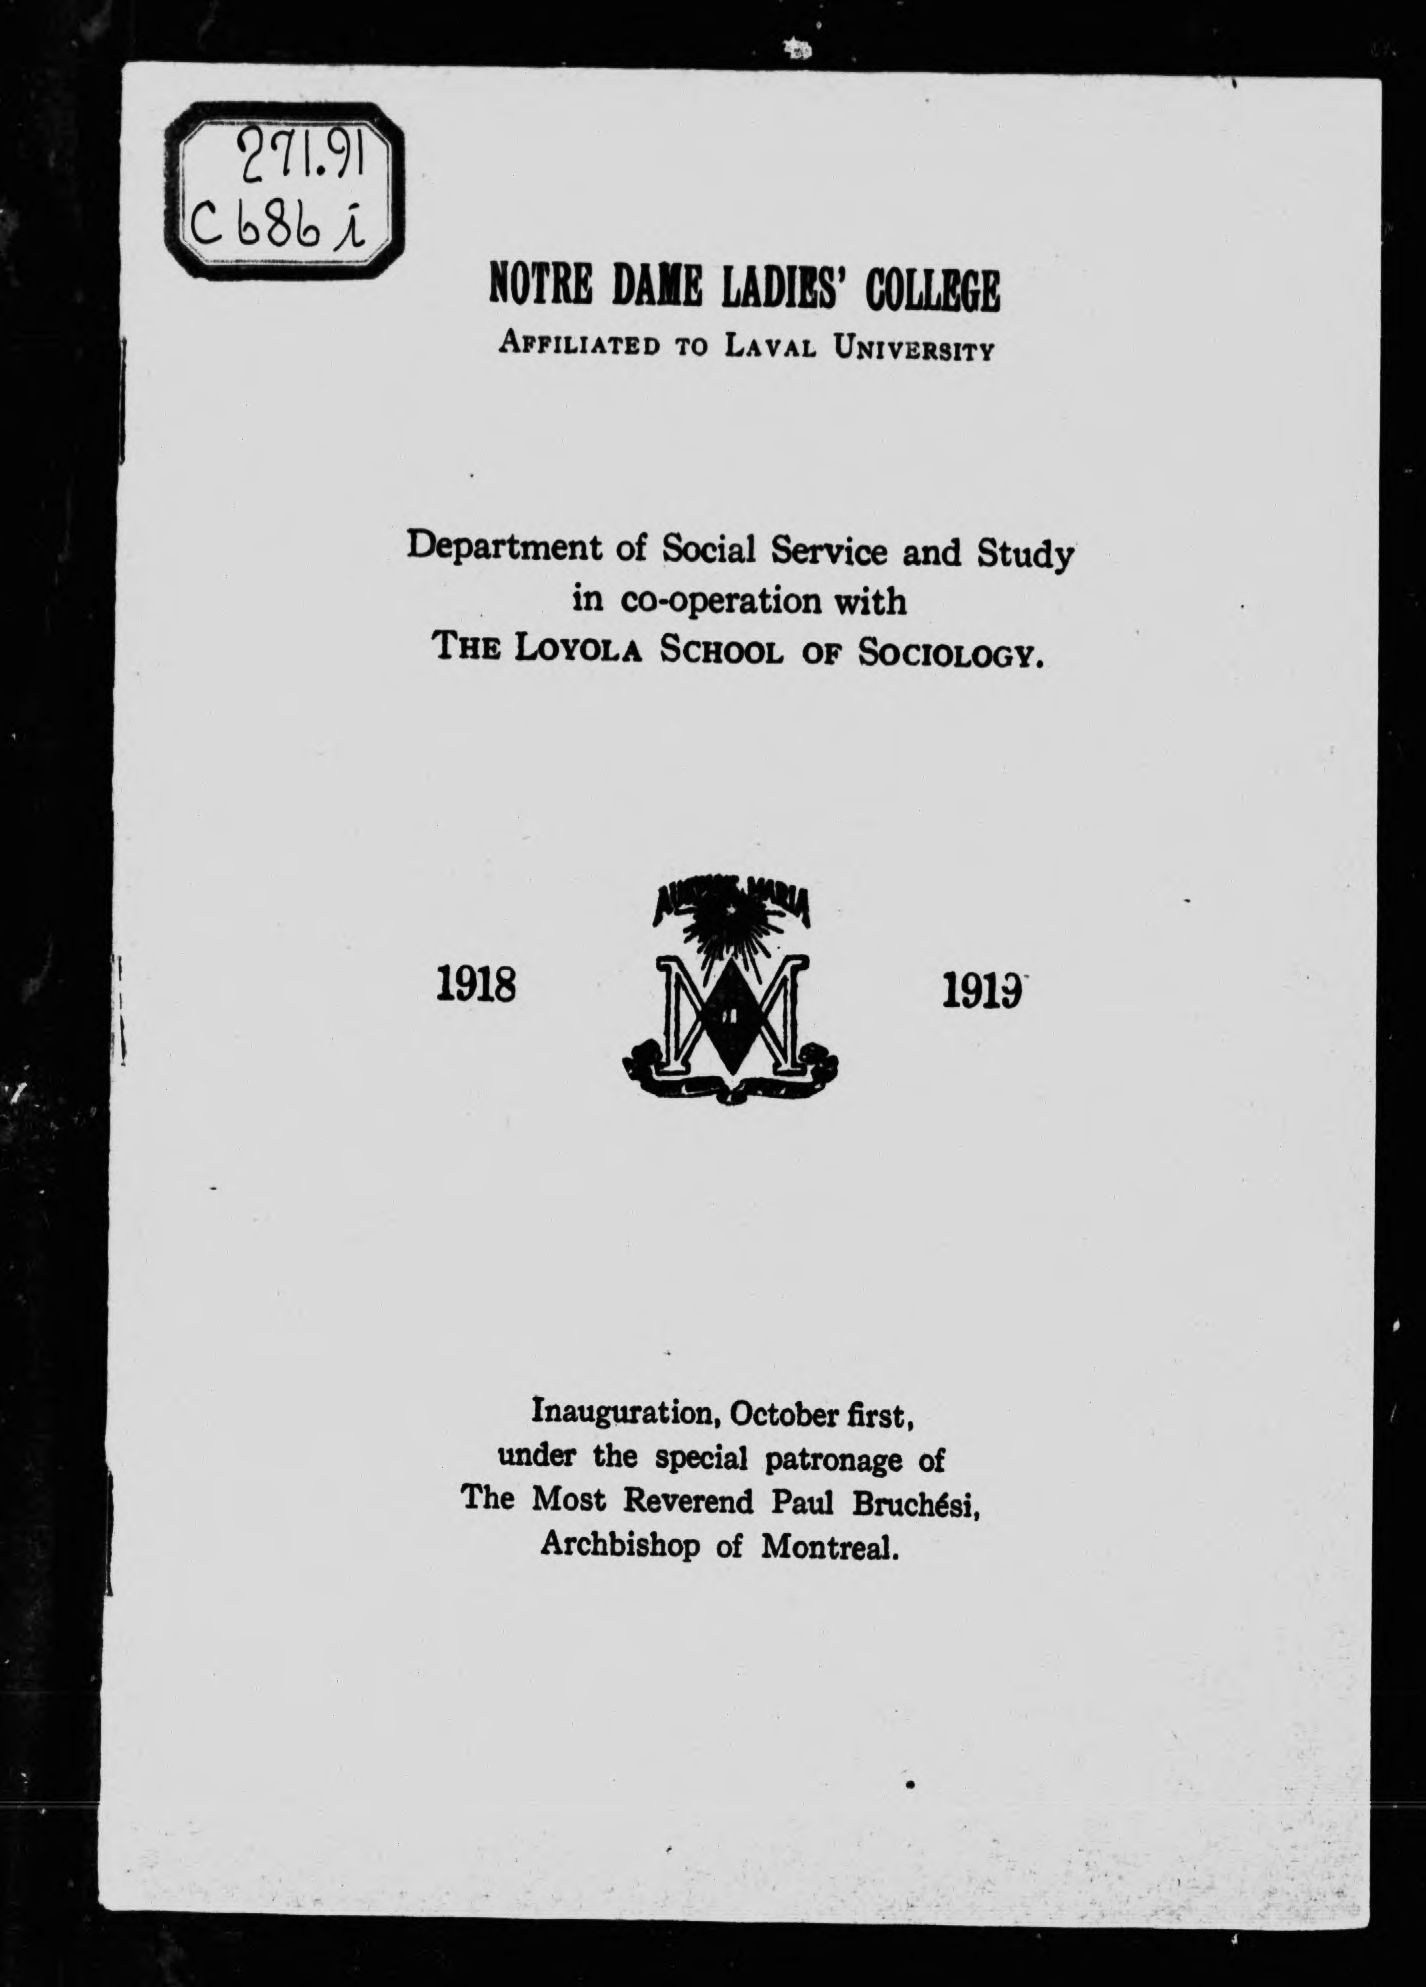 271.91
C686i
NOTRE DAME LADIES' COLLEGE
AFFILIATED TO LAVAL UNIVERSITY
Department of Social Service and Study
in co-operation with
THE LOYOLA SCHOOL OF SOCIOLOGY.
MARIA
1918 1919
Inauguration, October first,
under the special patronage of
The Most Reverend Paul Bruchési,
Archbishop of Montreal.